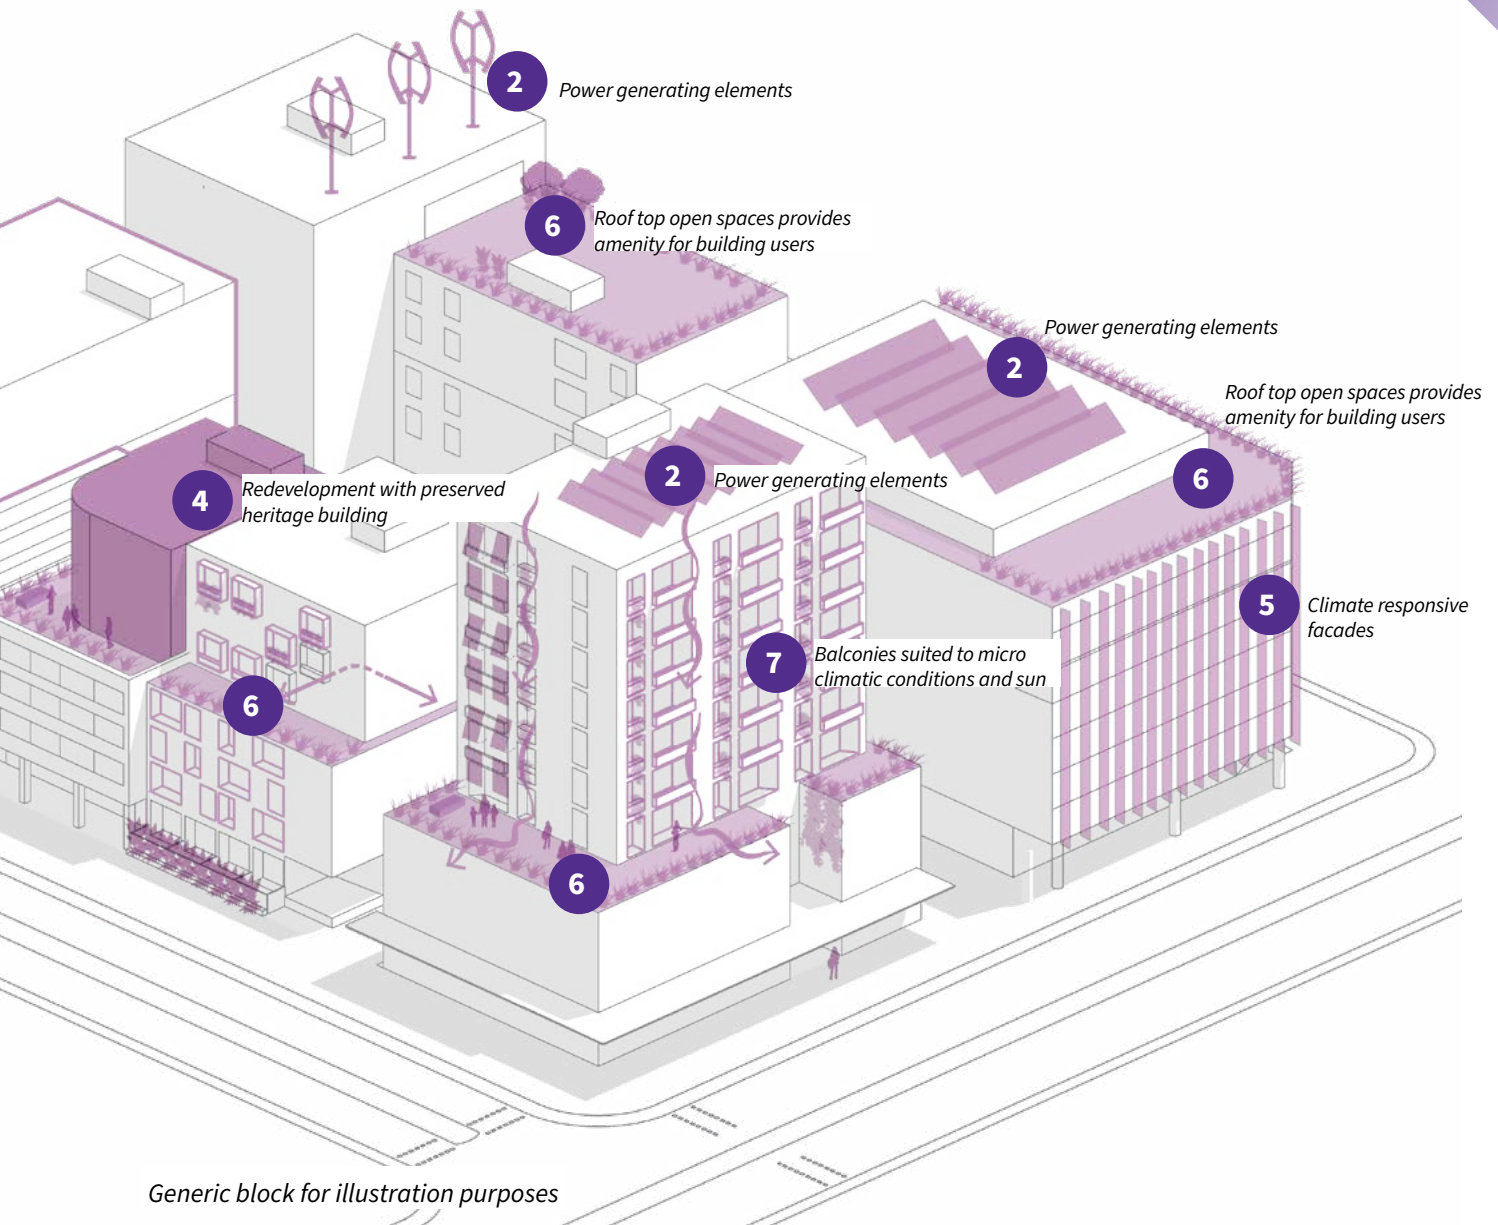 2
Power generating elements
6
Roof top open spaces provides
amenity for building users
Power generating elements
2
Roof top open spaces provides
amenity for building users
6
2
Power generating elements
4
Redevelopment with preserved
heritage building
5
Climate responsive
facades
7
Balconies suited to micro
climatic conditions and sun
6
6
Generic block for illustration purposes